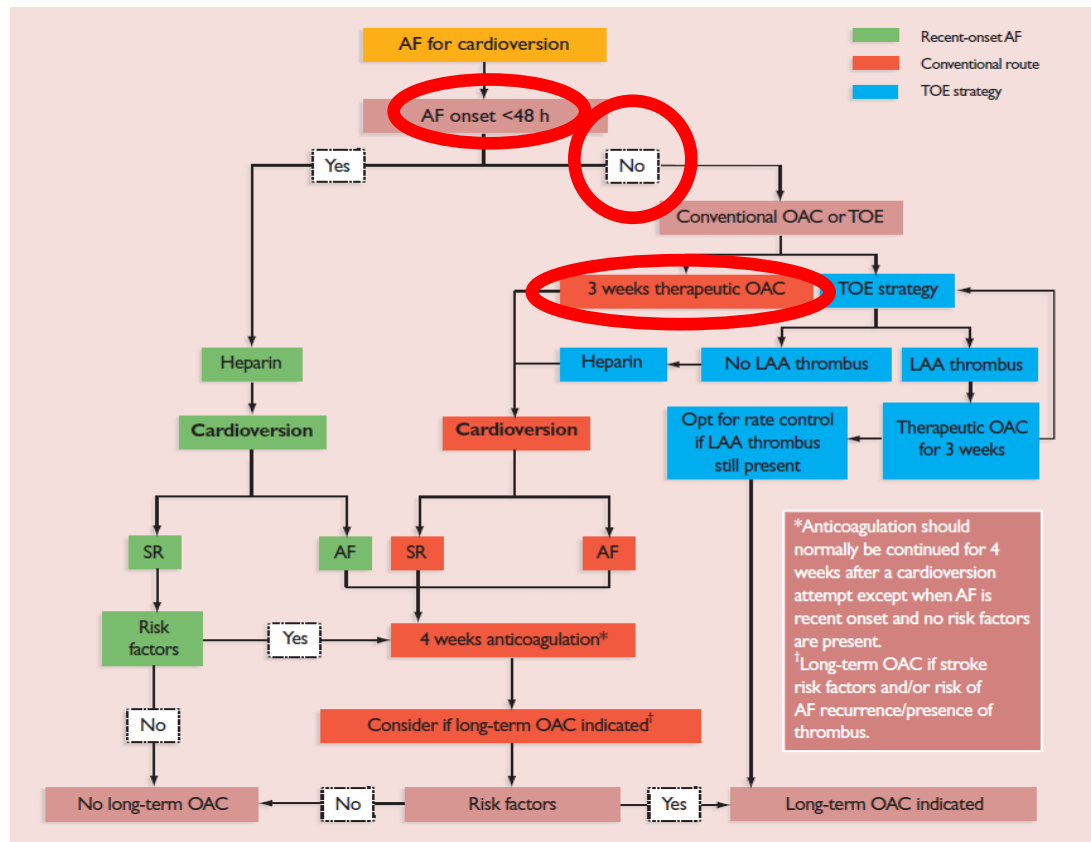 AF for cardioversion
Recent-onset AF
Conventional route
TOE strategy
AF onset <48 h
Yes
No
Conventional OAC or TOE
3 weeks therapeutic OAC
TOE strategy
Heparin
Heparin
No LAA thrombus
LAA thrombus
Cardioversion
Cardioversion
Opt for rate control
if LAA thrombus
still present
Therapeutic OAC
for 3 weeks
SR
AF
SR
AF
*Anticoagulation should
normally be continued for 4
weeks after a cardioversion
attempt except when AF is
recent onset and no risk factors
are present.
†Long-term OAC if stroke
risk factors and/or risk of
AF recurrence/presence of
thrombus.
Risk
factors
Yes
4 weeks anticoagulation*
No
Consider if long-term OAC indicated‡
No long-term OAC
No
Risk factors
Yes
Long-term OAC indicated